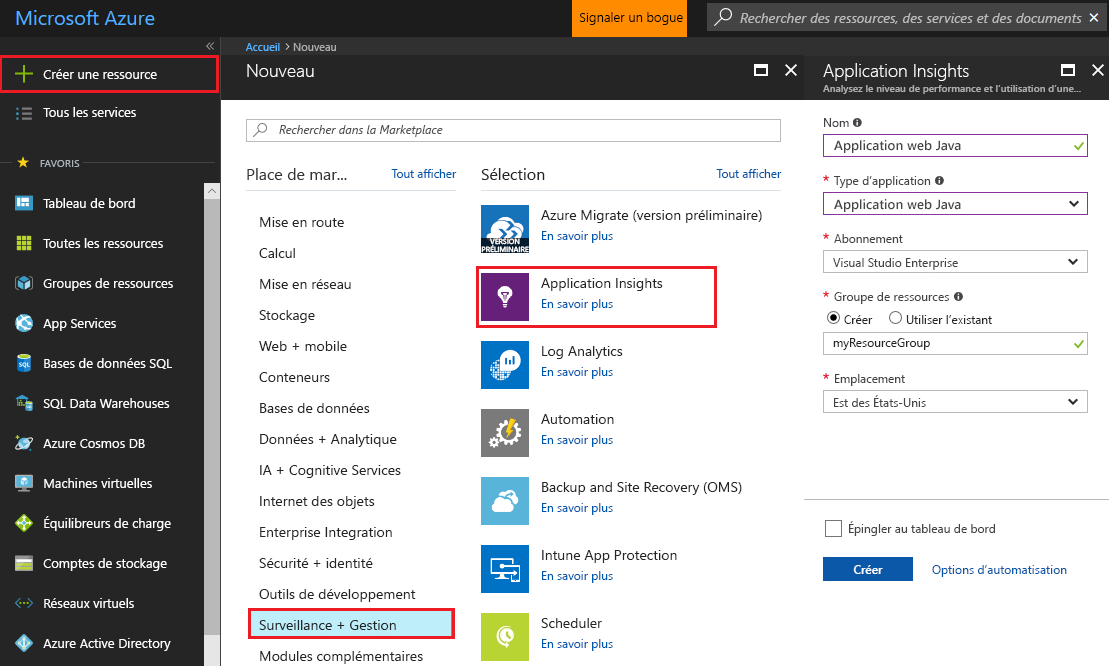 Microsoft Azure
Signaler un bogue
Rechercher des ressources, des services et des documents
Créer une ressource
Tous les services
FAVORIS
Tableau de bord
Toutes les ressources
Groupes de ressources
App Services
Bases de données SQL
SQL Data Warehouses
Azure Cosmos DB
Machines virtuelles
Équilibreurs de charge
Comptes de stockage
Réseaux virtuels
Azure Active Directory
Accueil > Nouveau
Nouveau
Rechercher dans la Marketplace
Place de mar... Tout afficher
Mise en route
Calcul
Mise en réseau
Stockage
Web + mobile
Conteneurs
Bases de données
Données + Analytique
IA + Cognitive Services
Internet des objets
Enterprise Integration
Sécurité + identité
Outils de développement
Surveillance + Gestion
Modules complémentaires
Sélection Tout afficher
VERSION
PRÉLIMINAIRE
Azure Migrate (version préliminaire)
En savoir plus
Application Insights
En savoir plus
Log Analytics
En savoir plus
Automation
En savoir plus
Backup and Site Recovery (OMS)
En savoir plus
Intune App Protection
En savoir plus
Scheduler
En savoir plus
Application Insights
Analysez le niveau de performance et l'utilisation d'une...
Nom
Application web Java
* Type d'application
Application web Java
* Abonnement
Visual Studio Enterprise
* Groupe de ressources
Créer Utiliser l'existant
myResourceGroup
* Emplacement
Est des États-Unis
Épingler au tableau de bord
Créer Options d'automatisation